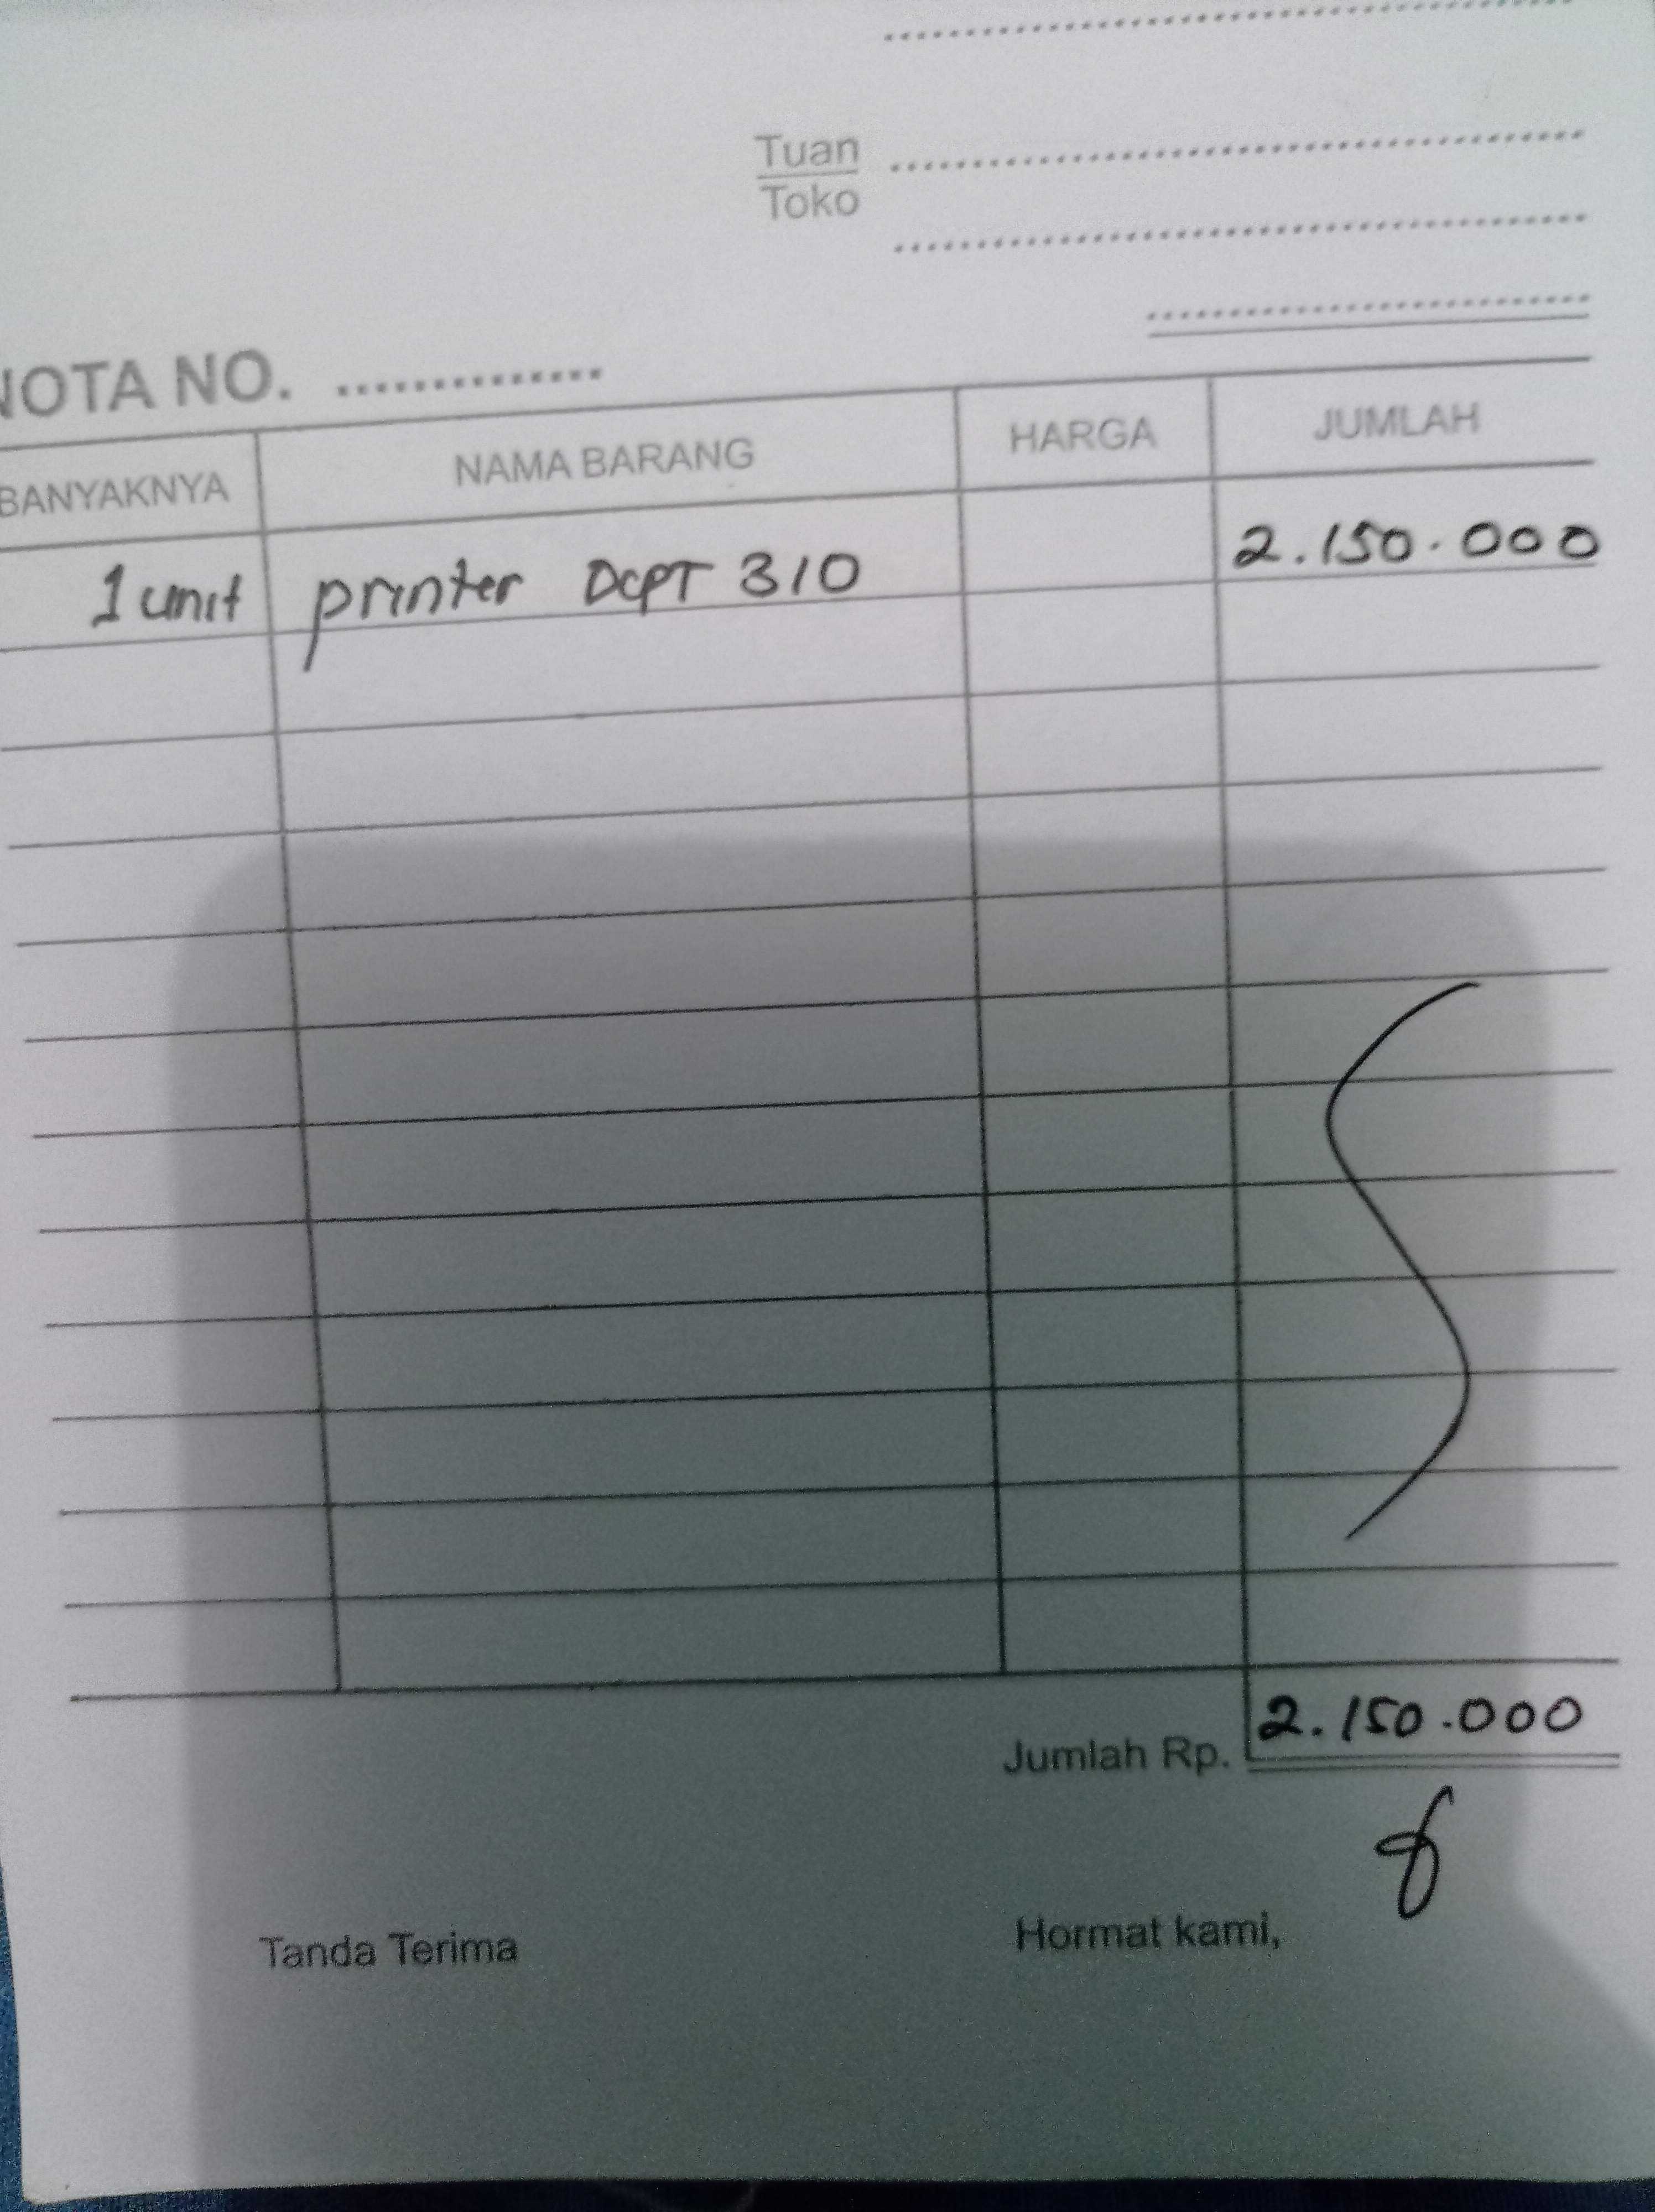 Tuan
Toko
NOTA NO. ..............
BANYAKNYA NAMA BARANG HARGA JUMLAH
1 unit printer DCPT 310 2.150.000
Jumlah Rp. 2.150.000
Tanda Terima Hormat kami,